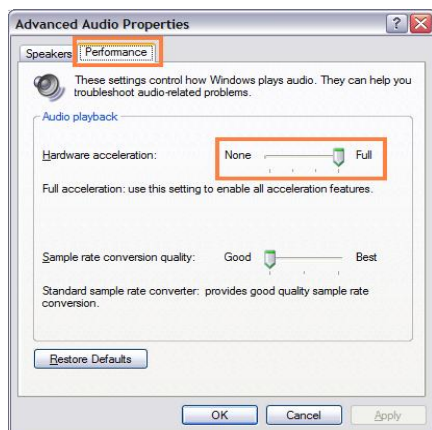 Advanced Audio Properties
Speakers Performance
These settings control how Windows plays audio. They can help you
troubleshoot audio-related problems.
Audio playback
Hardware acceleration: None Full
Full acceleration: use this setting to enable all acceleration features.
Sample rate conversion quality: Good Best
Standard sample rate converter: provides good quality sample rate
conversion.
Restore Defaults
OK Cancel Apply